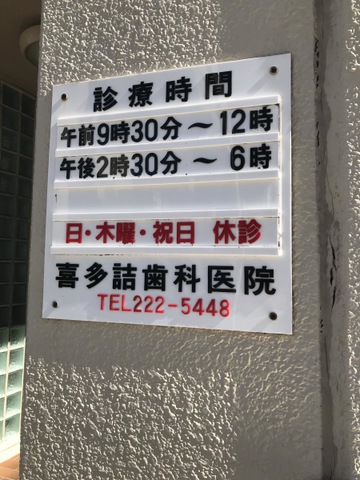 診療時間
午前9時30分～12時
午後2時30分～6時
日・木曜・祝日 休診
喜多詰歯科医院
TEL222-5448